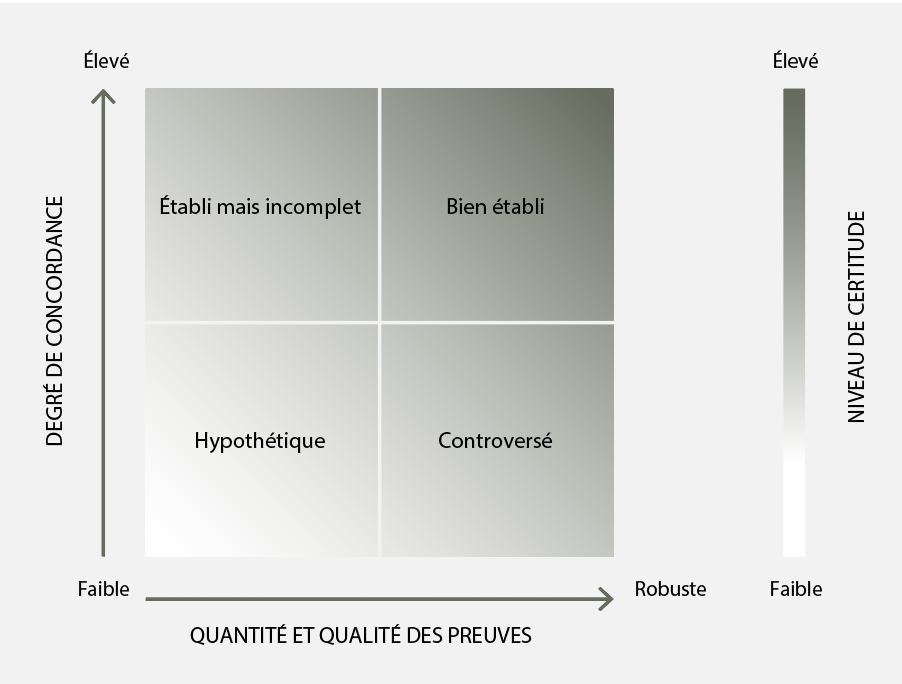 Élevé
Élevé
Établi mais incomplet
Bien établi
DEGRÉ DE CONCORDANCE
NIVEAU DE CERTITUDE
Hypothétique
Controversé
Faible
Robuste
Faible
QUANTITÉ ET QUALITÉ DES PREUVES